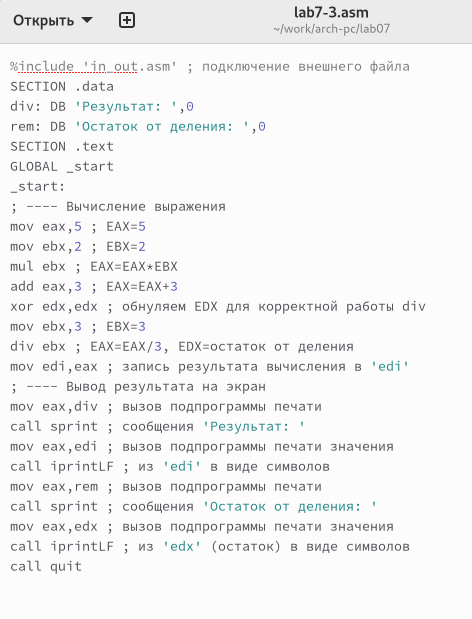 Открыть
lab7-3.asm
~/work/arch-pc/lab07
%include 'in_out.asm' ; подключение внешнего файла
SECTION .data
div: DB 'Результат: ',0
rem: DB 'Остаток от деления: ',0
SECTION .text
GLOBAL _start
_start:
; ---- Вычисление выражения
mov eax,5 ; EAX=5
mov ebx,2 ; EBX=2
mul ebx ; EAX=EAX*EBX
add eax,3 ; EAX=EAX+3
xor edx,edx ; обнуляем EDX для корректной работы div
mov ebx,3 ; EBX=3
div ebx ; EAX=EAX/3, EDX=остаток от деления
mov edi,eax ; запись результата вычисления в 'edi'
; ---- Вывод результата на экран
mov eax,div ; вызов подпрограммы печати
call sprint ; сообщения 'Результат: '
mov eax,edi ; вызов подпрограммы печати значения
call iprintLF ; из 'edi' в виде символов
mov eax,rem ; вызов подпрограммы печати
call sprint ; сообщения 'Остаток от деления: '
mov eax,edx ; вызов подпрограммы печати значения
call iprintLF ; из 'edx' (остаток) в виде символов
call quit